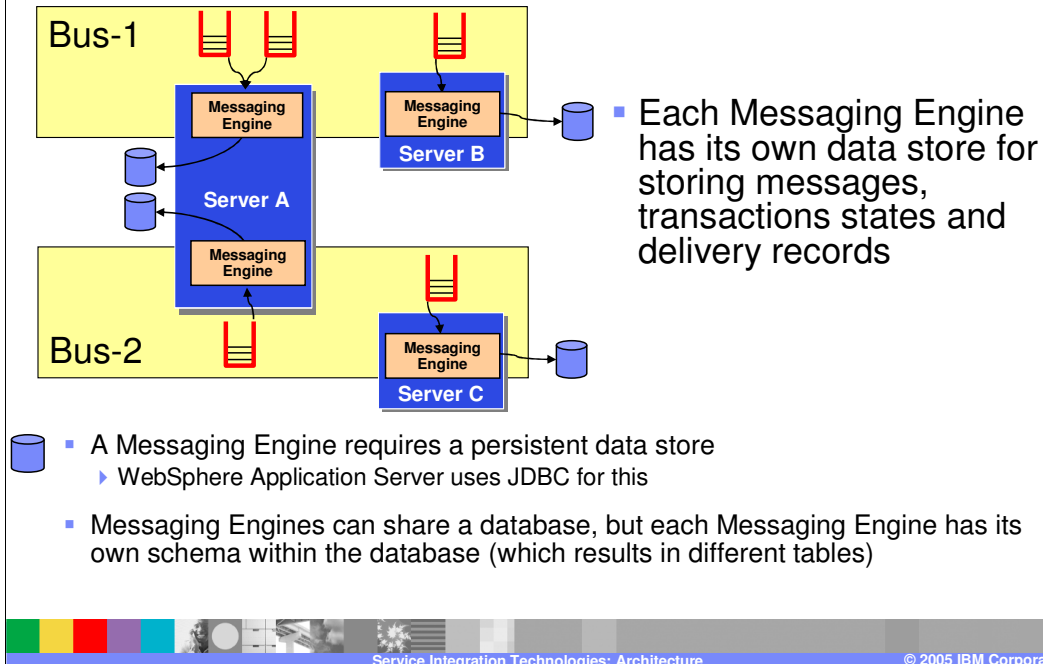 Bus-1
Messaging
Engine
Server A
Messaging
Engine
Messaging
Engine
Server B
Bus-2
Messaging
Engine
Server C
Each Messaging Engine
has its own data store for
storing messages,
transactions states and
delivery records
A Messaging Engine requires a persistent data store
WebSphere Application Server uses JDBC for this
Messaging Engines can share a database, but each Messaging Engine has its
own schema within the database (which results in different tables)
Service Integration Technologies: Architecture
© 2005 IBM Corpora